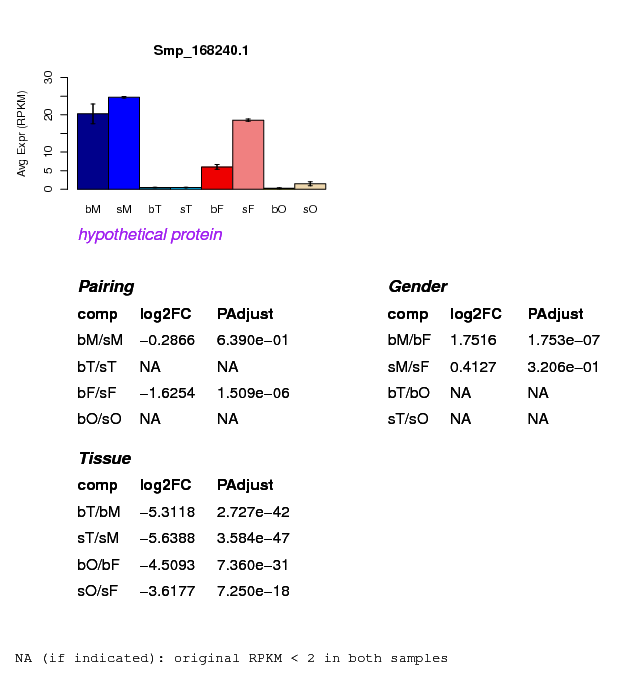 Smp_168240.1
Avg Expr (RPKM)
30
20
10
5
0
bM sM bT sT bF sF bO sO
hypothetical protein
Pairing
comp log2FC PAdjust
bM/sM −0.2866 6.390e−01
bT/sT NA NA
bF/sF −1.6254 1.509e−06
bO/sO NA NA
Gender
comp log2FC PAdjust
bM/bF 1.7516 1.753e−07
sM/sF 0.4127 3.206e−01
bT/bO NA NA
sT/sO NA NA
Tissue
comp log2FC PAdjust
bT/bM −5.3118 2.727e−42
sT/sM −5.6388 3.584e−47
bO/bF −4.5093 7.360e−31
sO/sF −3.6177 7.250e−18
NA (if indicated): original RPKM < 2 in both samples